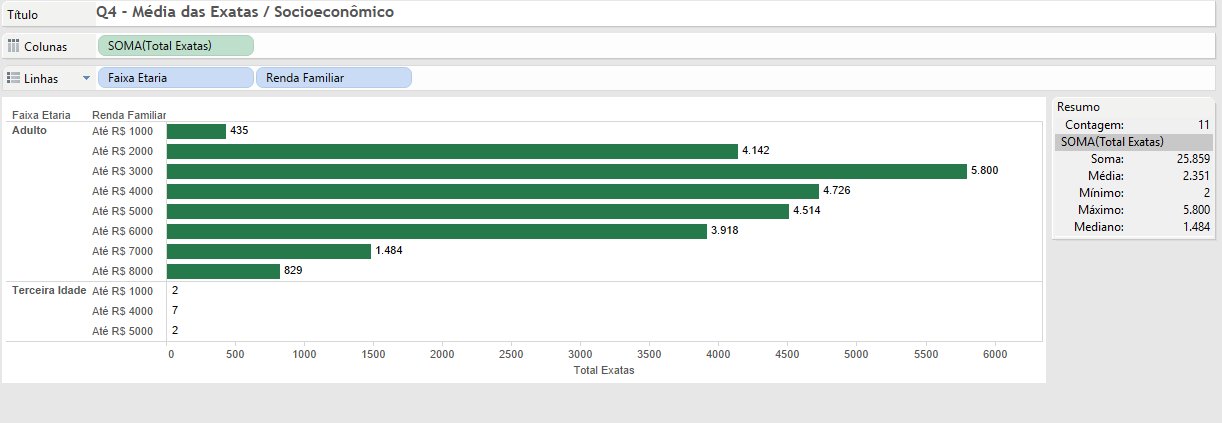 Título Q4 - Média das Exatas / Socioeconômico
Colunas SOMA(Total Exatas)
Linhas Faixa Etaria Renda Familiar
Faixa Etaria Renda Familiar
Adulto Até R$ 1000 435
Até R$ 2000 4.142
Até R$ 3000 5.800
Até R$ 4000 4.726
Até R$ 5000 4.514
Até R$ 6000 3.918
Até R$ 7000 1.484
Até R$ 8000 829
Terceira Idade Até R$ 1000 2
Até R$ 4000 7
Até R$ 5000 2
0 500 1000 1500 2000 2500 3000 3500 4000 4500 5000 5500 6000
Total Exatas
Resumo
Contagem: 11
SOMA(Total Exatas)
Soma: 25.859
Média: 2.351
Mínimo: 2
Máximo: 5.800
Mediano: 1.484